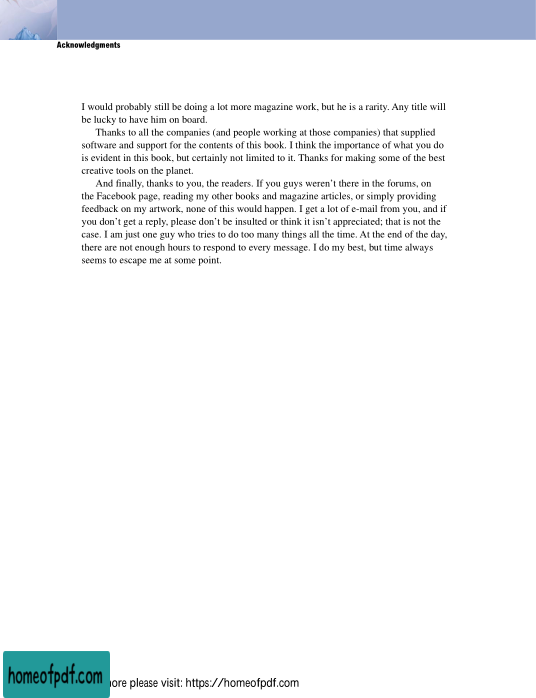 Acknowledgments
I would probably still be doing a lot more magazine work, but he is a rarity. Any title will
be lucky to have him on board.
Thanks to all the companies (and people working at those companies) that supplied
software and support for the contents of this book. I think the importance of what you do
is evident in this book, but certainly not limited to it. Thanks for making some of the best
creative tools on the planet.
And finally, thanks to you, the readers. If you guys weren’t there in the forums, on
the Facebook page, reading my other books and magazine articles, or simply providing
feedback on my artwork, none of this would happen. I get a lot of e-mail from you, and if
you don’t get a reply, please don’t be insulted or think it isn’t appreciated; that is not the
case. I am just one guy who tries to do too many things all the time. At the end of the day,
there are not enough hours to respond to every message. I do my best, but time always
seems to escape me at some point.
homeofpdf.com please visit: https://homeofpdf.com